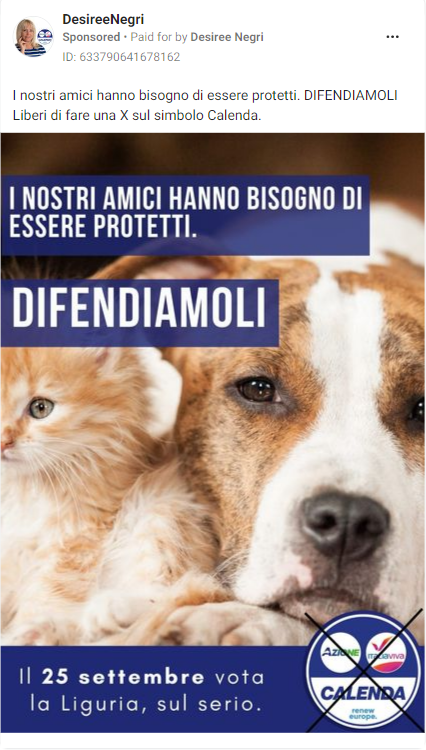 DesireeNegri
Sponsored • Paid for by Desiree Negri
ID: 633790641678162
I nostri amici hanno bisogno di essere protetti. DIFENDIAMOLI
Liberi di fare una X sul simbolo Calenda.
I NOSTRI AMICI HANNO BISOGNO DI
ESSERE PROTETTI.
DIFENDIAMOLI
Il 25 settembre vota
la Liguria, sul serio.
AZIONE
ITALIAVIVA
CALENDA
renew
europe.